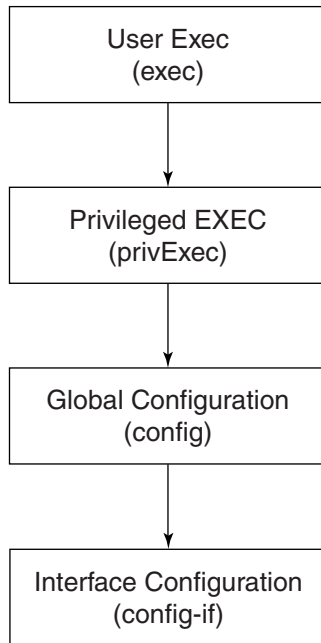 User Exec
(exec)
Privileged EXEC
(privExec)
Global Configuration
(config)
Interface Configuration
(config-if)